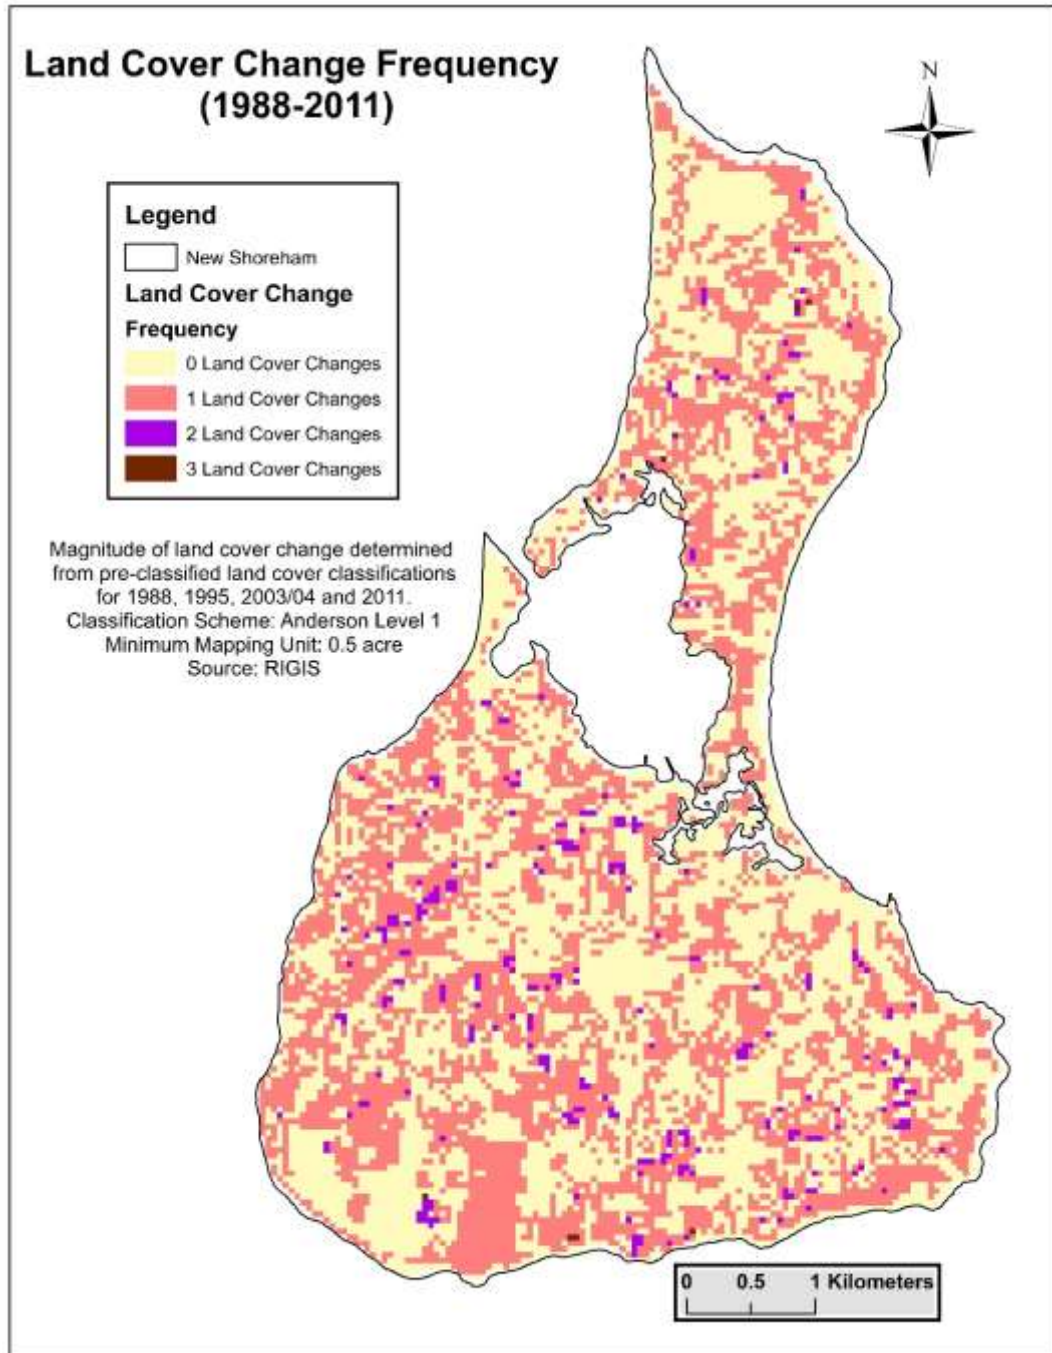 Land Cover Change Frequency
(1988-2011)
N
Legend
New Shoreham
Land Cover Change
Frequency
0 Land Cover Changes
1 Land Cover Changes
2 Land Cover Changes
3 Land Cover Changes
Magnitude of land cover change determined
from pre-classified land cover classifications
for 1988, 1995, 2003/04 and 2011.
Classification Scheme: Anderson Level 1
Minimum Mapping Unit: 0.5 acre
Source: RIGIS
0 0.5 1 Kilometers